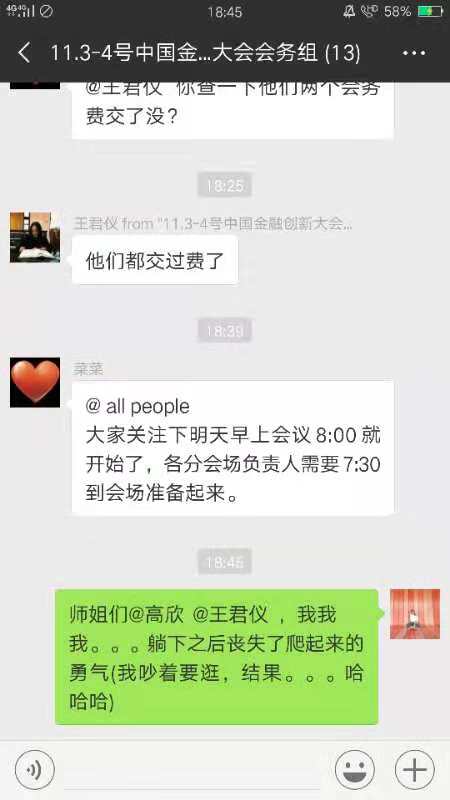 4G 4G
18:45
58%
11.3-4号中国金...大会会务组 (13)
@王君仪 你查一下他们两个会务
费交了没？
18:25
王君仪 from "11.3-4号中国金融创新大会...
他们都交过费了
18:39
菜菜
@ all people
大家关注下明天早上会议 8:00 就
开始了，各分会场负责人需要 7:30
到会场准备起来。
18:45
师姐们@高欣 @王君仪 ，我我
我。。。躺下之后丧失了爬起来的
勇气(我吵着要逛，结果。。。哈
哈哈)